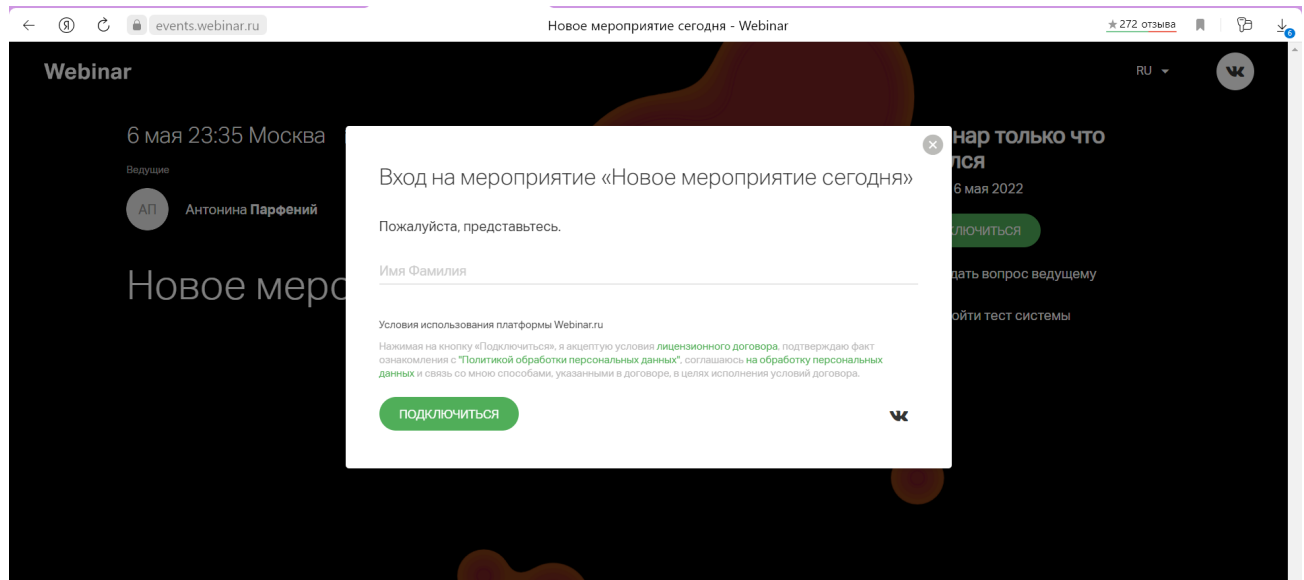 events.webinar.ru
Новое мероприятие сегодня - Webinar
★ 272 отзыва
6
Webinar
RU
6 мая 23:35 Москва
Ведущие
АП
Антонина Парфений
Новое меро
нар только что
лся
6 мая 2022
КЛЮЧИТЬСЯ
дать вопрос ведущему
ойти тест системы
Вход на мероприятие «Новое мероприятие сегодня»
Пожалуйста, представьтесь.
Имя Фамилия
Условия использования платформы Webinar.ru
Нажимая на кнопку «Подключиться», я акцептую условия лицензионного договора, подтверждаю факт
ознакомления с "Политикой обработки персональных данных", соглашаюсь на обработку персональных
данных и связь со мною способами, указанными в договоре, в целях исполнения условий договора.
ПОДКЛЮЧИТЬСЯ